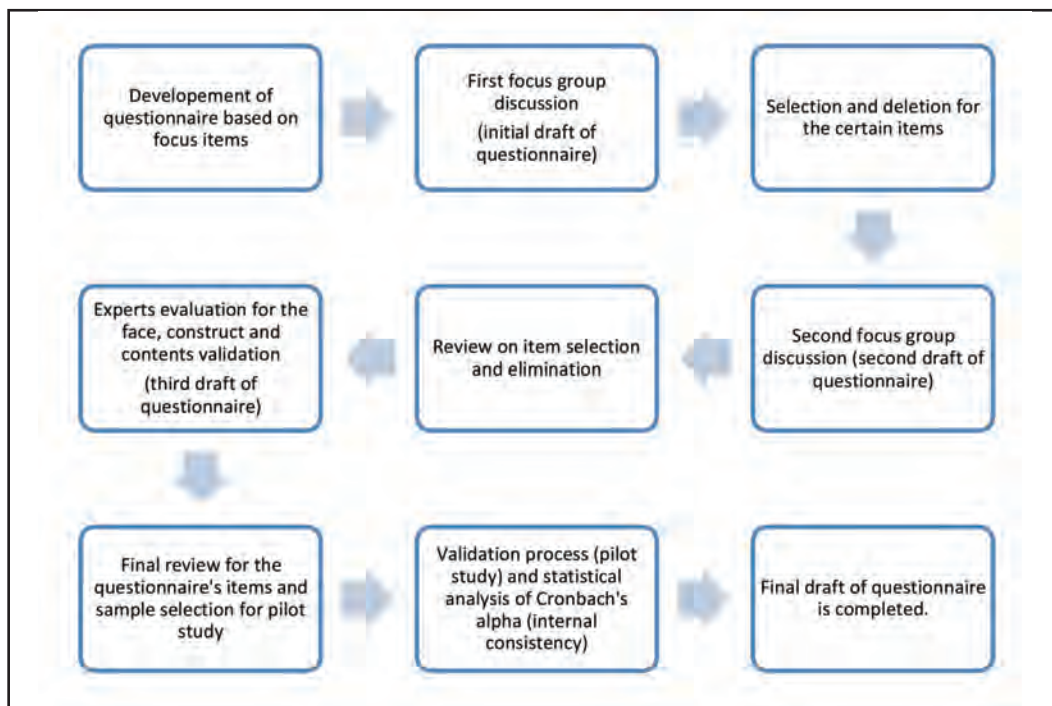 Developement of
questionnaire based on
focus items
First focus group
discussion
(initial draft of
questionnaire)
Selection and deletion for
the certain items
Second focus group
discussion (second draft of
questionnaire)
Review on item selection
and elimination
Experts evaluation for the
face, construct and
contents validation
(third draft of
questionnaire)
Final review for the
questionnaire's items and
sample selection for pilot
study
Validation process (pilot
study) and statistical
analysis of Cronbach's
alpha (internal
consistency)
Final draft of questionnaire
is completed.